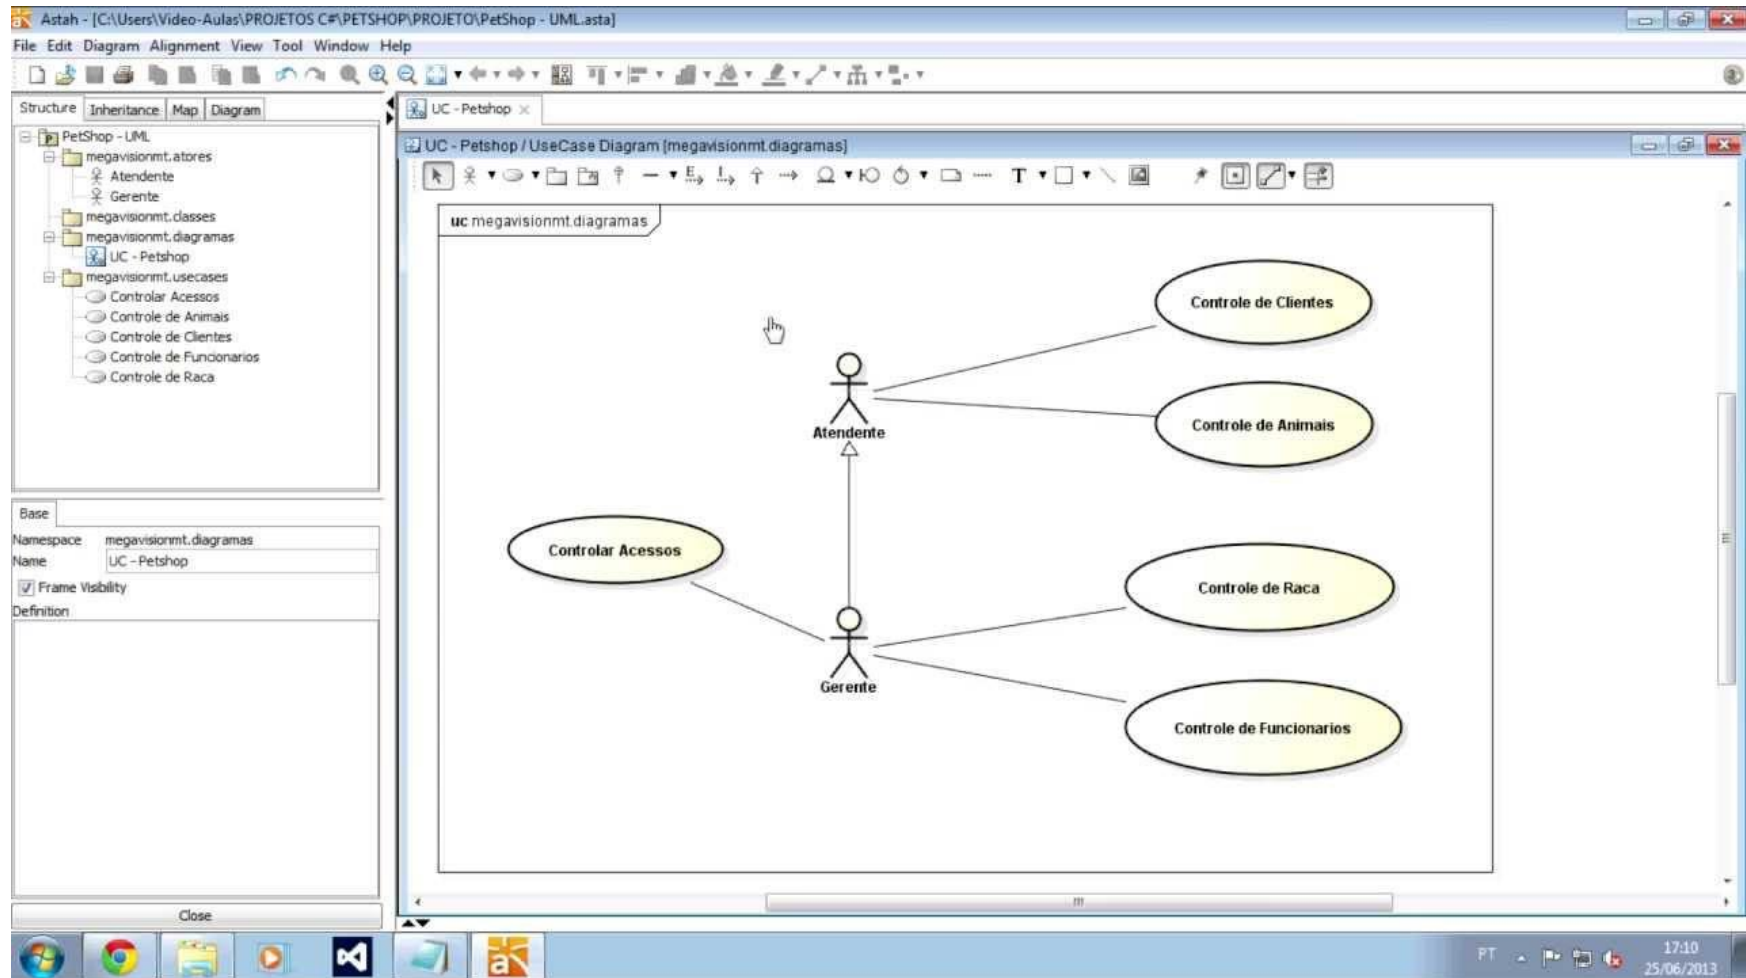 Astah - [C:\Users\Video-Aulas\PROJETOS C#\PETSHOP\PROJETO\PetShop - UML.asta]
File Edit Diagram Alignment View Tool Window Help
Structure Inheritance Map Diagram
PetShop - UML
megavisionmt.atores
Atendente
Gerente
megavisionmt.classes
megavisionmt.diagramas
UC - Petshop
megavisionmt.usecases
Controlar Acessos
Controle de Animais
Controle de Clientes
Controle de Funcionarios
Controle de Raca
Base
Namespace megavisionmt.diagramas
Name UC - Petshop
Frame Visibility
Definition
Close
UC - Petshop
UC - Petshop / UseCase Diagram [megavisionmt.diagramas]
T
uc megavisionmt.diagramas
Controle de Clientes
Atendente
Controle de Animais
Controlar Acessos
Controle de Raca
Gerente
Controle de Funcionarios
PT
17:10
25/06/2013